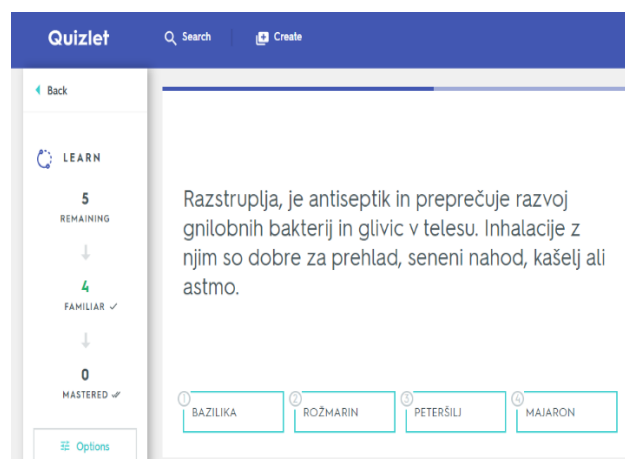 Quizlet
Search
Create
Back
LEARN
5
REMAINING
4
FAMILIAR
0
MASTERED
Options
Razstruplja, je antiseptik in preprečuje razvoj
gnilobnih bakterij in glivic v telesu. Inhalacije z
njim so dobre za prehlad, seneni nahod, kašelj ali
astmo.
1 BAZILIKA
2 ROŽMARIN
3 PETERŠILJ
4 MAJARON